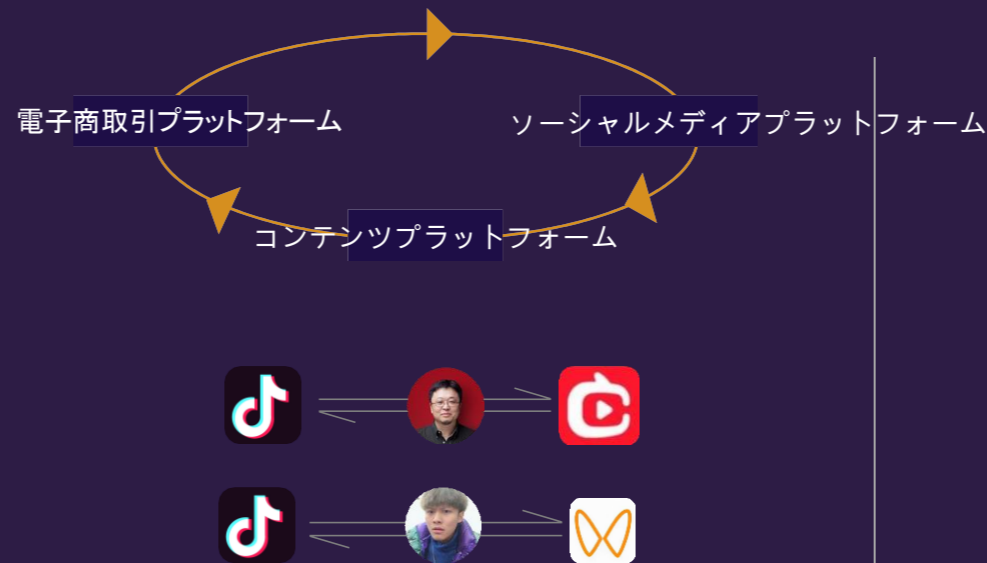 電子商取引プラットフォーム
ソーシャルメディアプラットフォーム
コンテンツプラットフォーム